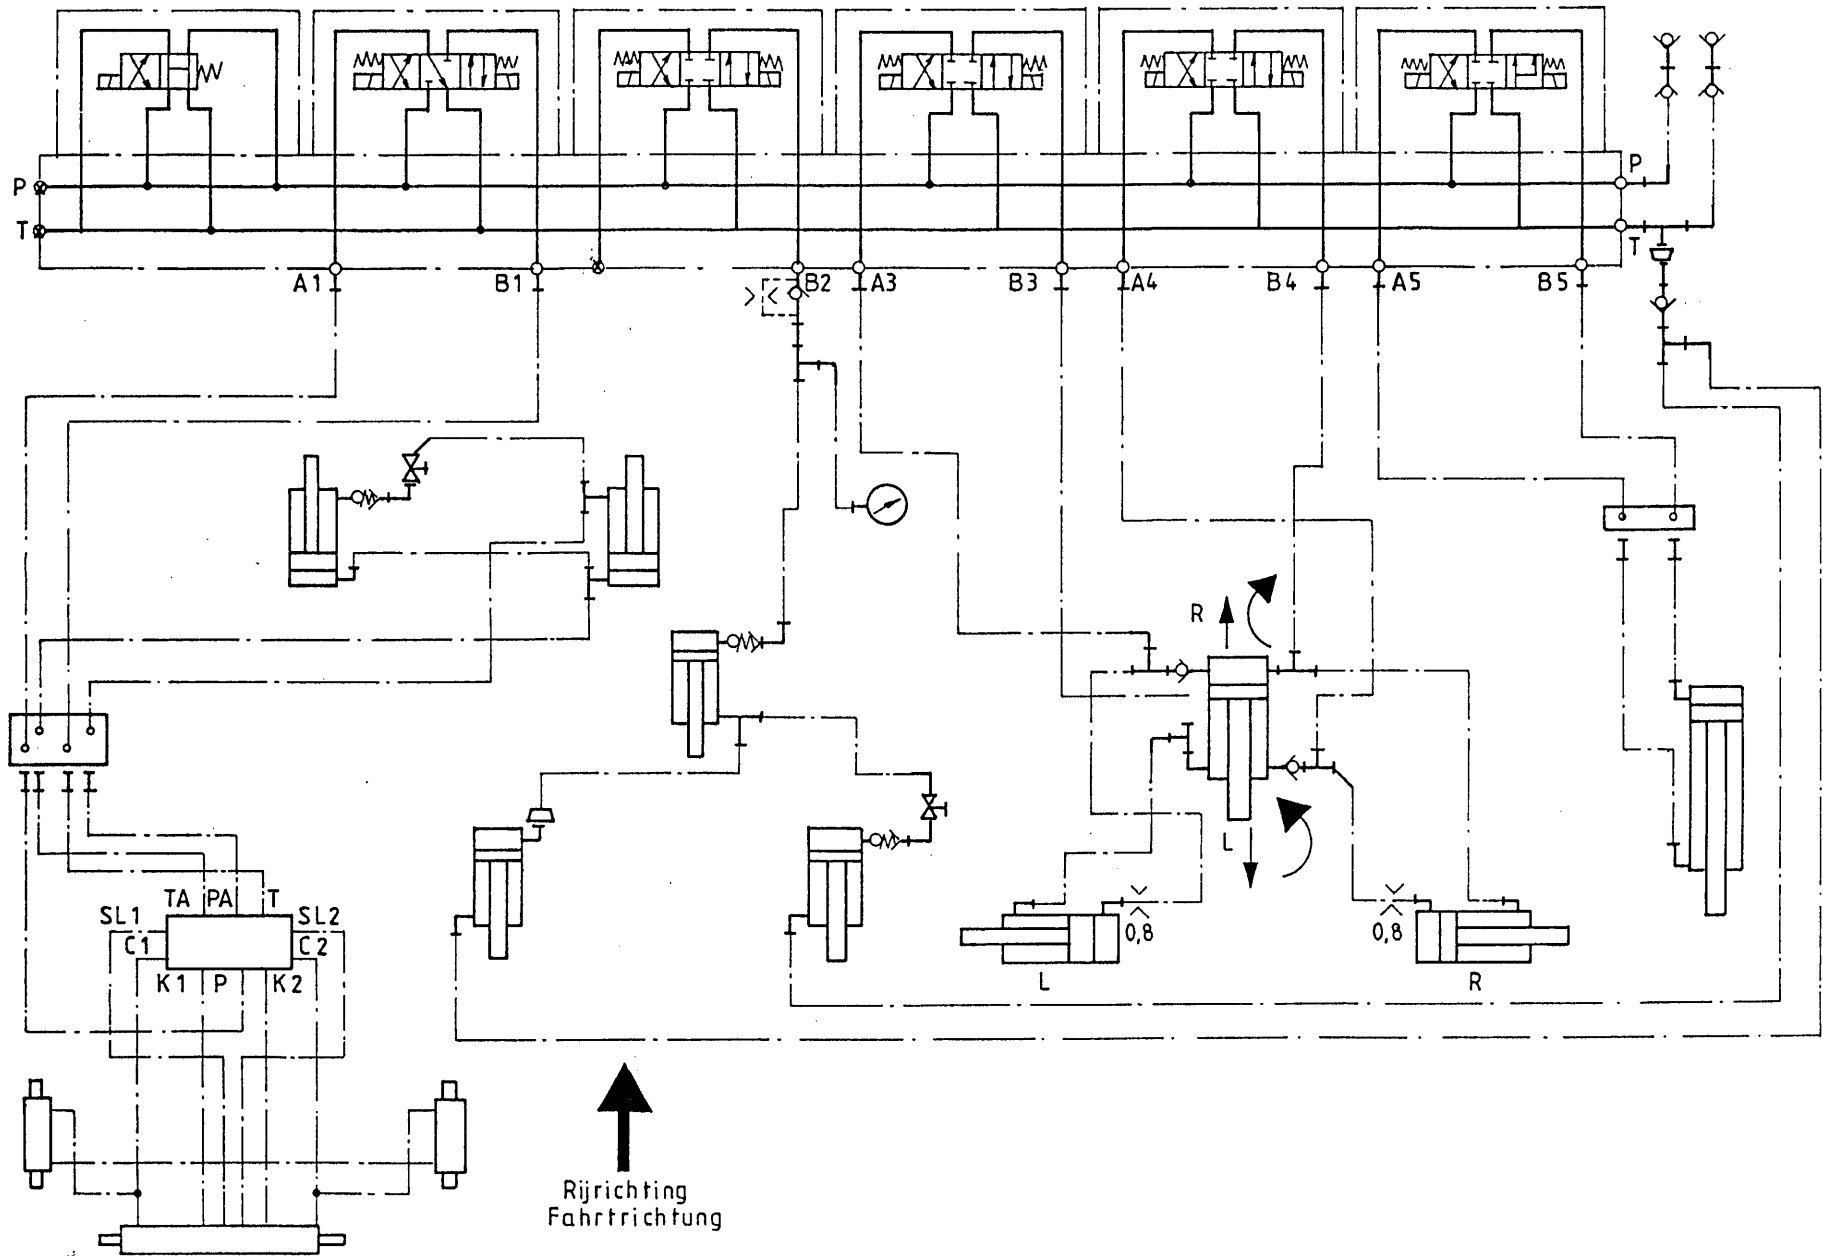 P
P
T
T
A1
B1
B2
A3
B3
A4
B4
A5
B5
R
L
TA
PA
T
SL1
SL2
C1
C2
K1
P
K2
0,8
0,8
L
R
Rijrichting
Fahrtrichtung